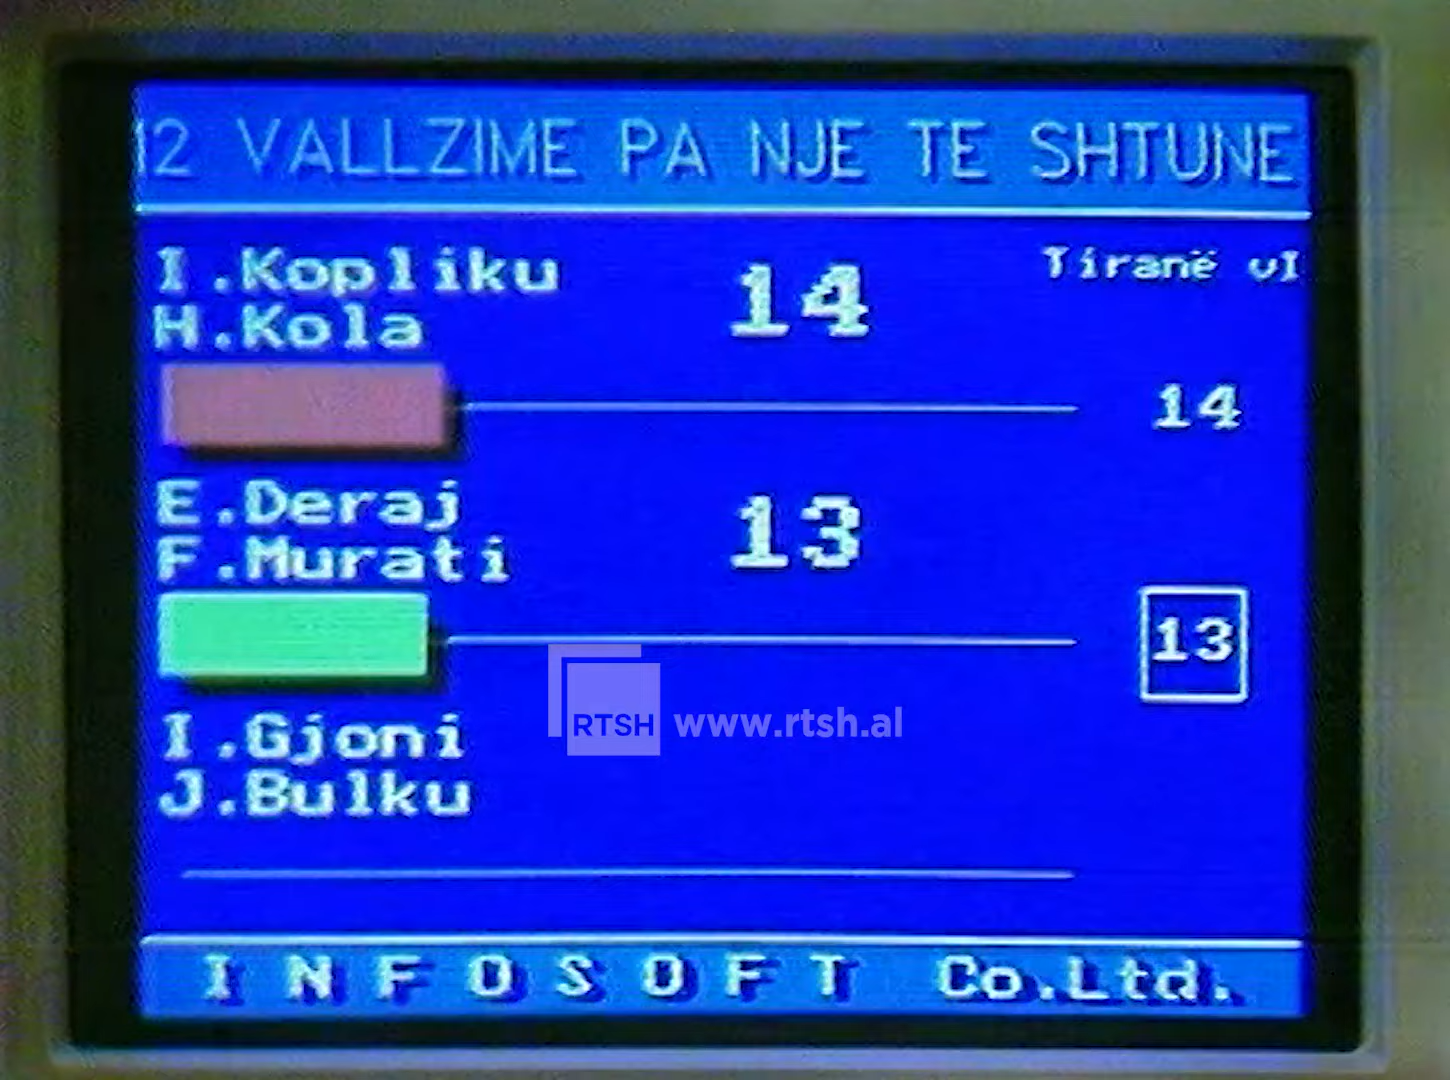 12 VALLZIME PA NJE TE SHTUNE
I.Kopliku
H.Kola
14
Tiranë vI
14
E.Deraj
F.Murati
13
13
I.Gjoni
J.Bulku
RTSH www.rtsh.al
INFOSOFT Co.Ltd.